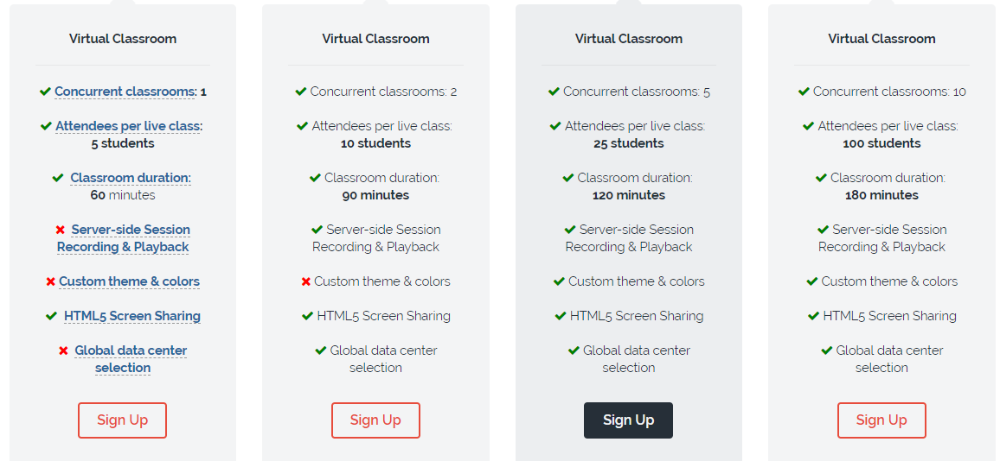 Virtual Classroom
Concurrent classrooms: 1
Attendees per live class:
5 students
Classroom duration:
60 minutes
Server-side Session
Recording & Playback
Custom theme & colors
HTML5 Screen Sharing
Global data center
selection
Sign Up
Virtual Classroom
Concurrent classrooms: 2
Attendees per live class:
10 students
Classroom duration:
90 minutes
Server-side Session
Recording & Playback
Custom theme & colors
HTML5 Screen Sharing
Global data center
selection
Sign Up
Virtual Classroom
Concurrent classrooms: 5
Attendees per live class:
25 students
Classroom duration:
120 minutes
Server-side Session
Recording & Playback
Custom theme & colors
HTML5 Screen Sharing
Global data center
selection
Sign Up
Virtual Classroom
Concurrent classrooms: 10
Attendees per live class:
100 students
Classroom duration:
180 minutes
Server-side Session
Recording & Playback
Custom theme & colors
HTML5 Screen Sharing
Global data center
selection
Sign Up